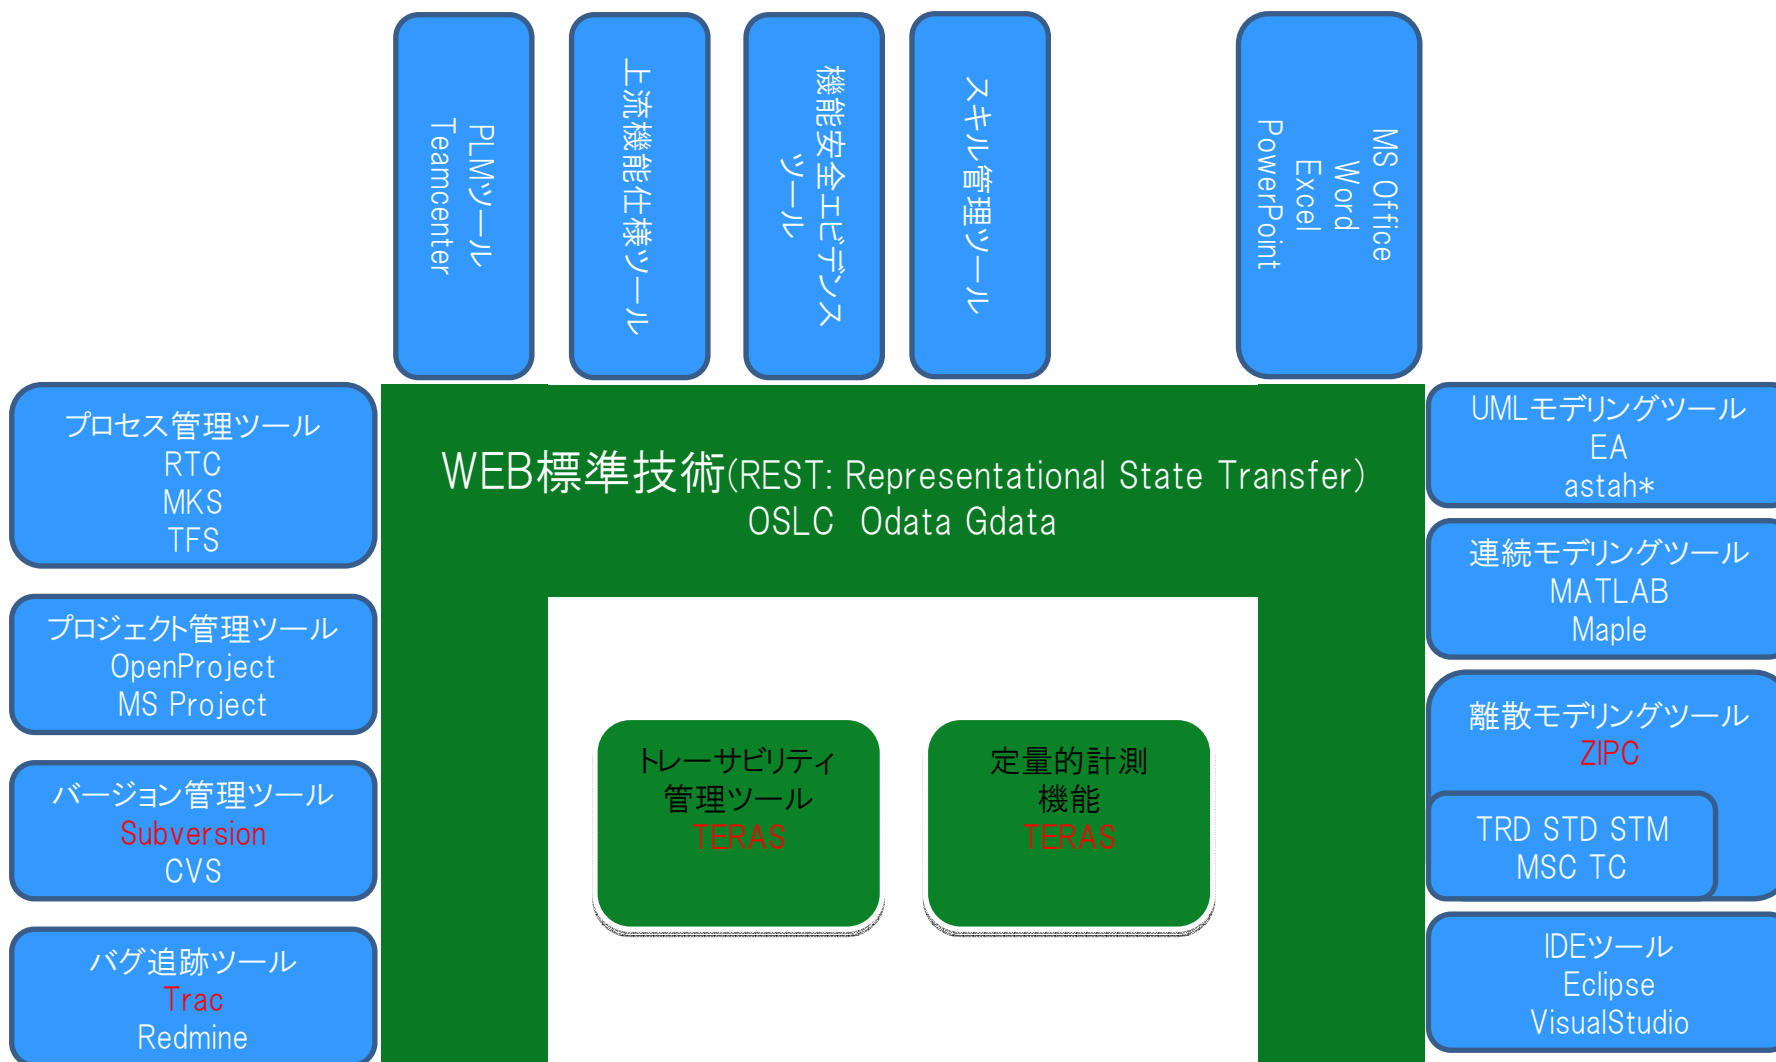 PLMツール
Teamcenter
上流機能仕様ツール
機能安全エビデンス
ツール
スキル管理ツール
MS Office
Word
Excel
PowerPoint
プロセス管理ツール
RTC
MKS
TFS
プロジェクト管理ツール
OpenProject
MS Project
バージョン管理ツール
Subversion
CVS
バグ追跡ツール
Trac
Redmine
WEB標準技術(REST: Representational State Transfer)
OSLC Odata Gdata
トレーサビリティ
管理ツール
TERAS
定量的計測
機能
TERAS
UMLモデリングツール
EA
astah*
連続モデリングツール
MATLAB
Maple
離散モデリングツール
ZIPC
TRD STD STM
MSC TC
IDEツール
Eclipse
VisualStudio